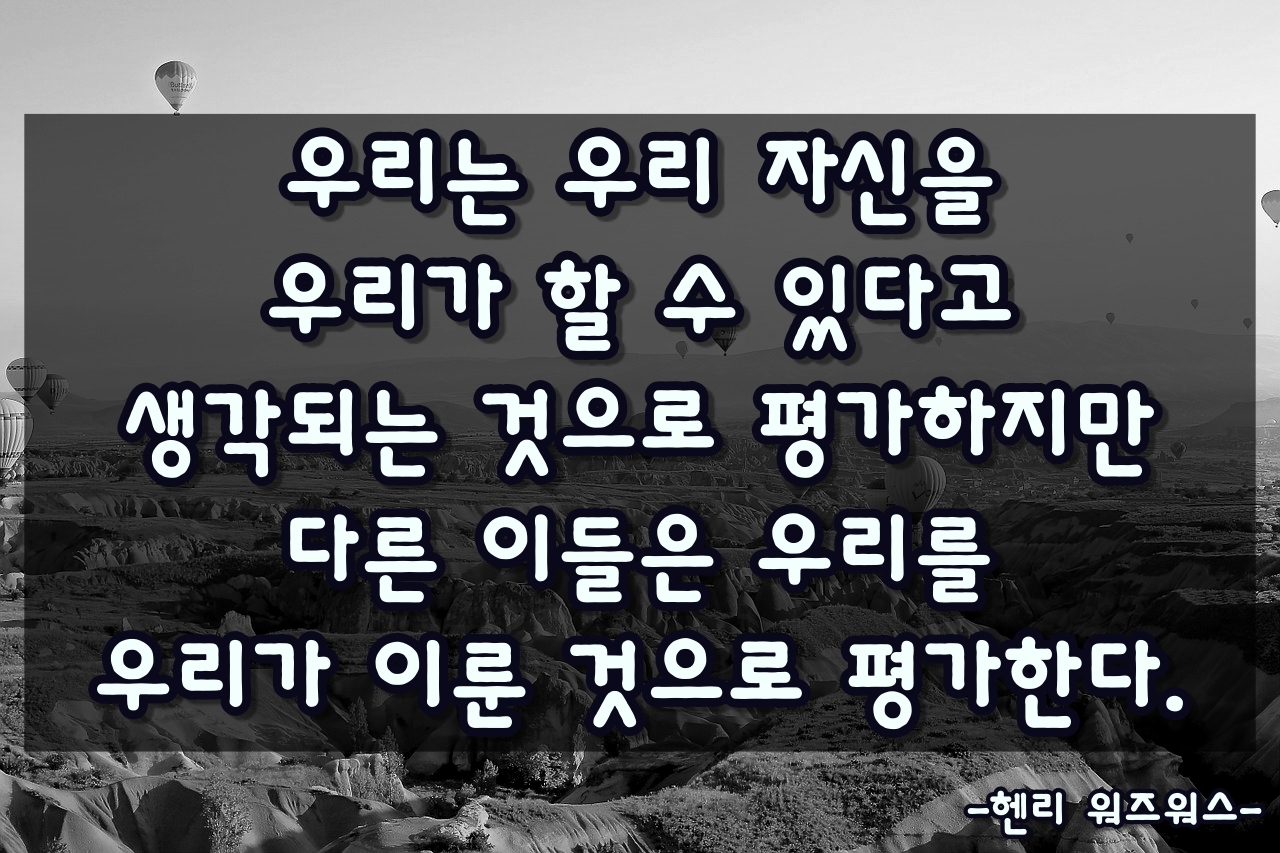 우리는 우리 자신을
우리가 할 수 있다고
생각되는 것으로 평가하지만
다른 이들은 우리를
우리가 이룬 것으로 평가한다.
-헨리 워즈워스-